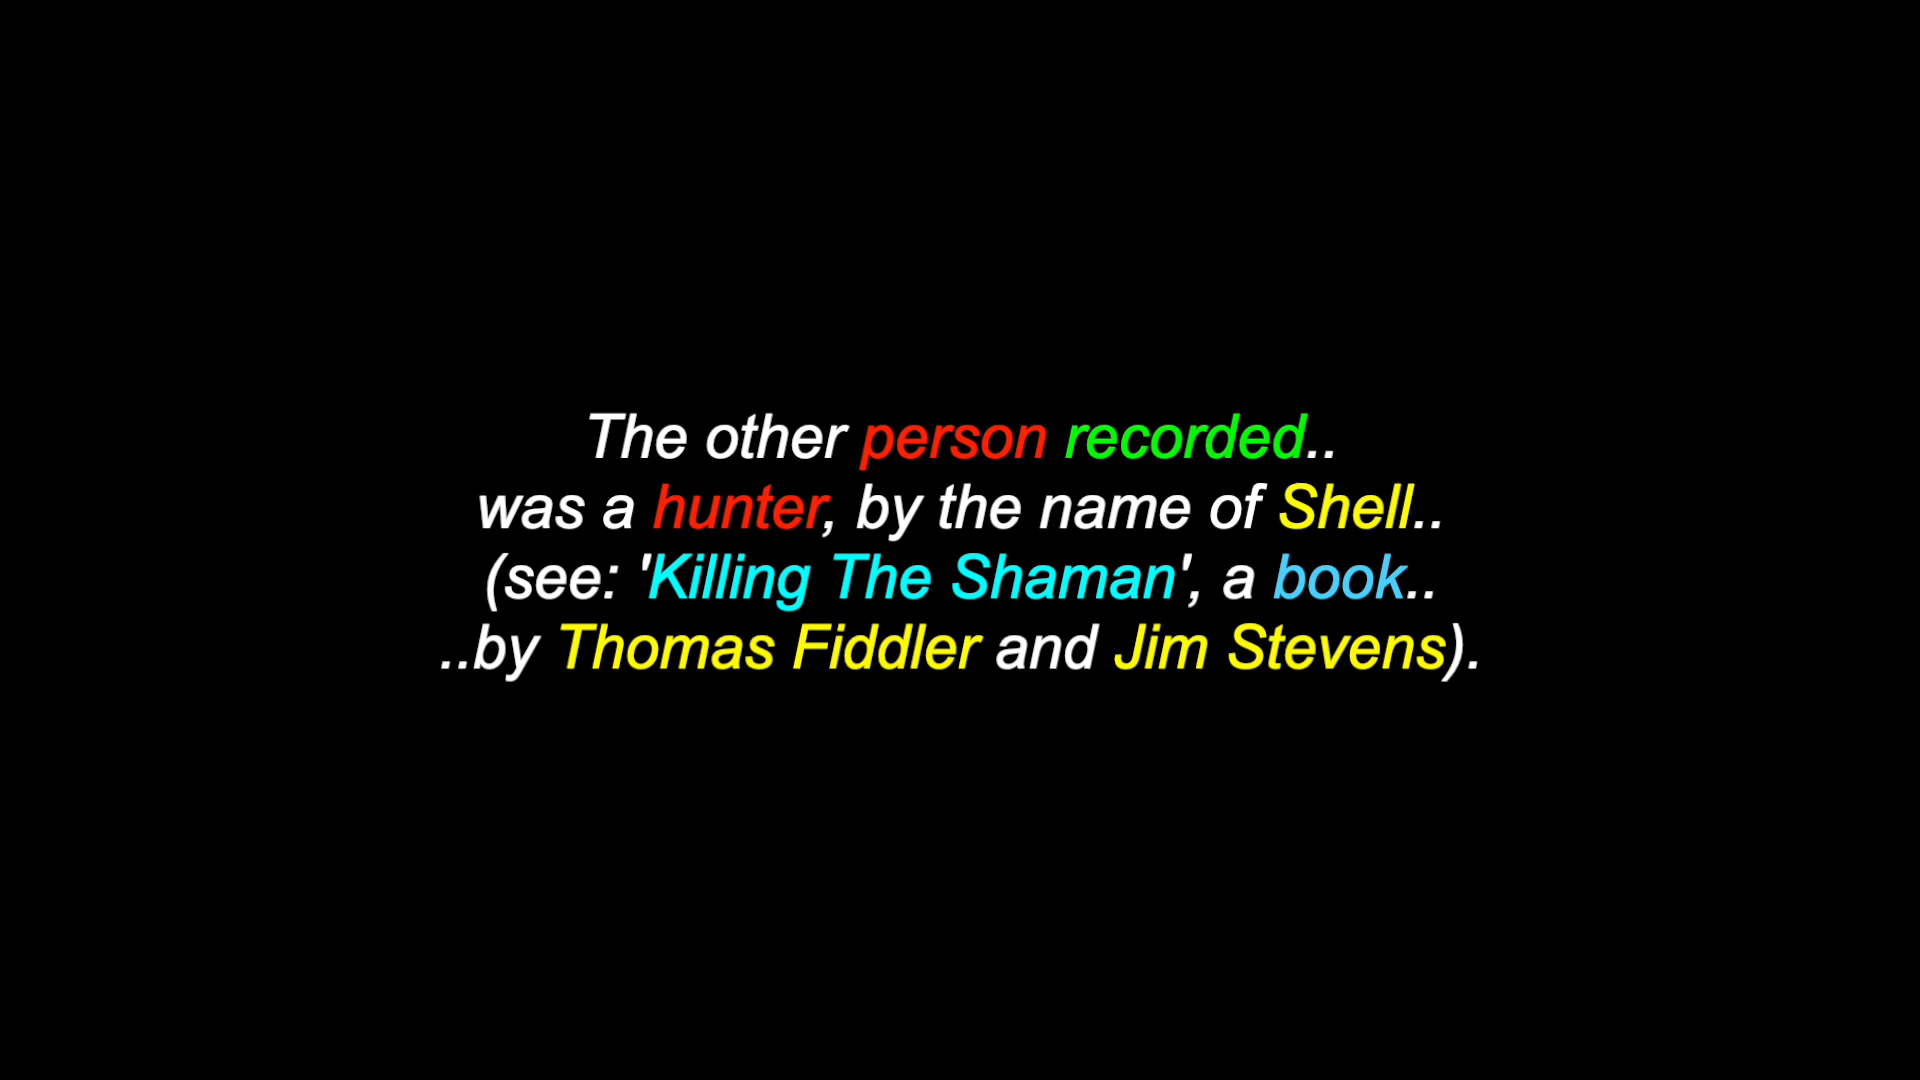 The other person recorded..
was a hunter, by the name of Shell..
(see: 'Killing The Shaman', a book..
..by Thomas Fiddler and Jim Stevens).